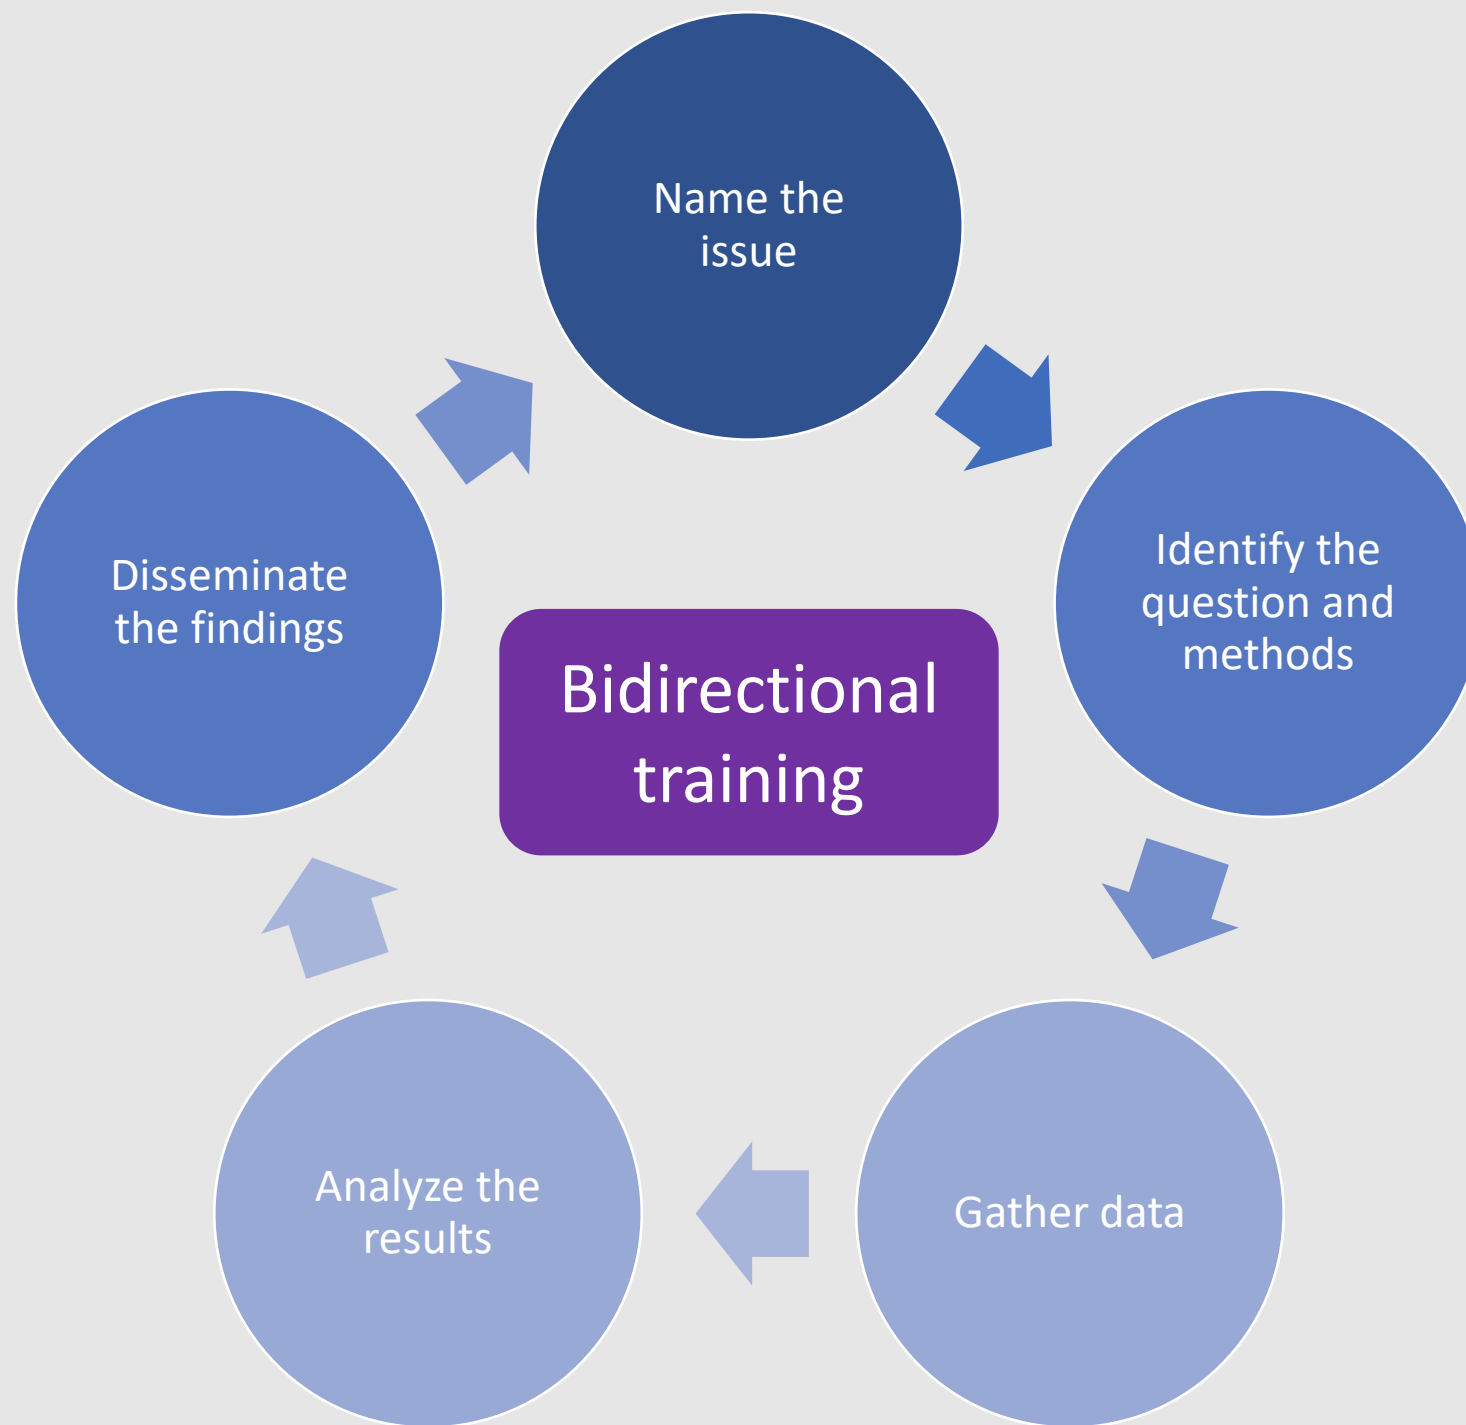 Name the
issue
Identify the
question and
methods
Gather data
Analyze the
results
Disseminate
the findings
Bidirectional
training